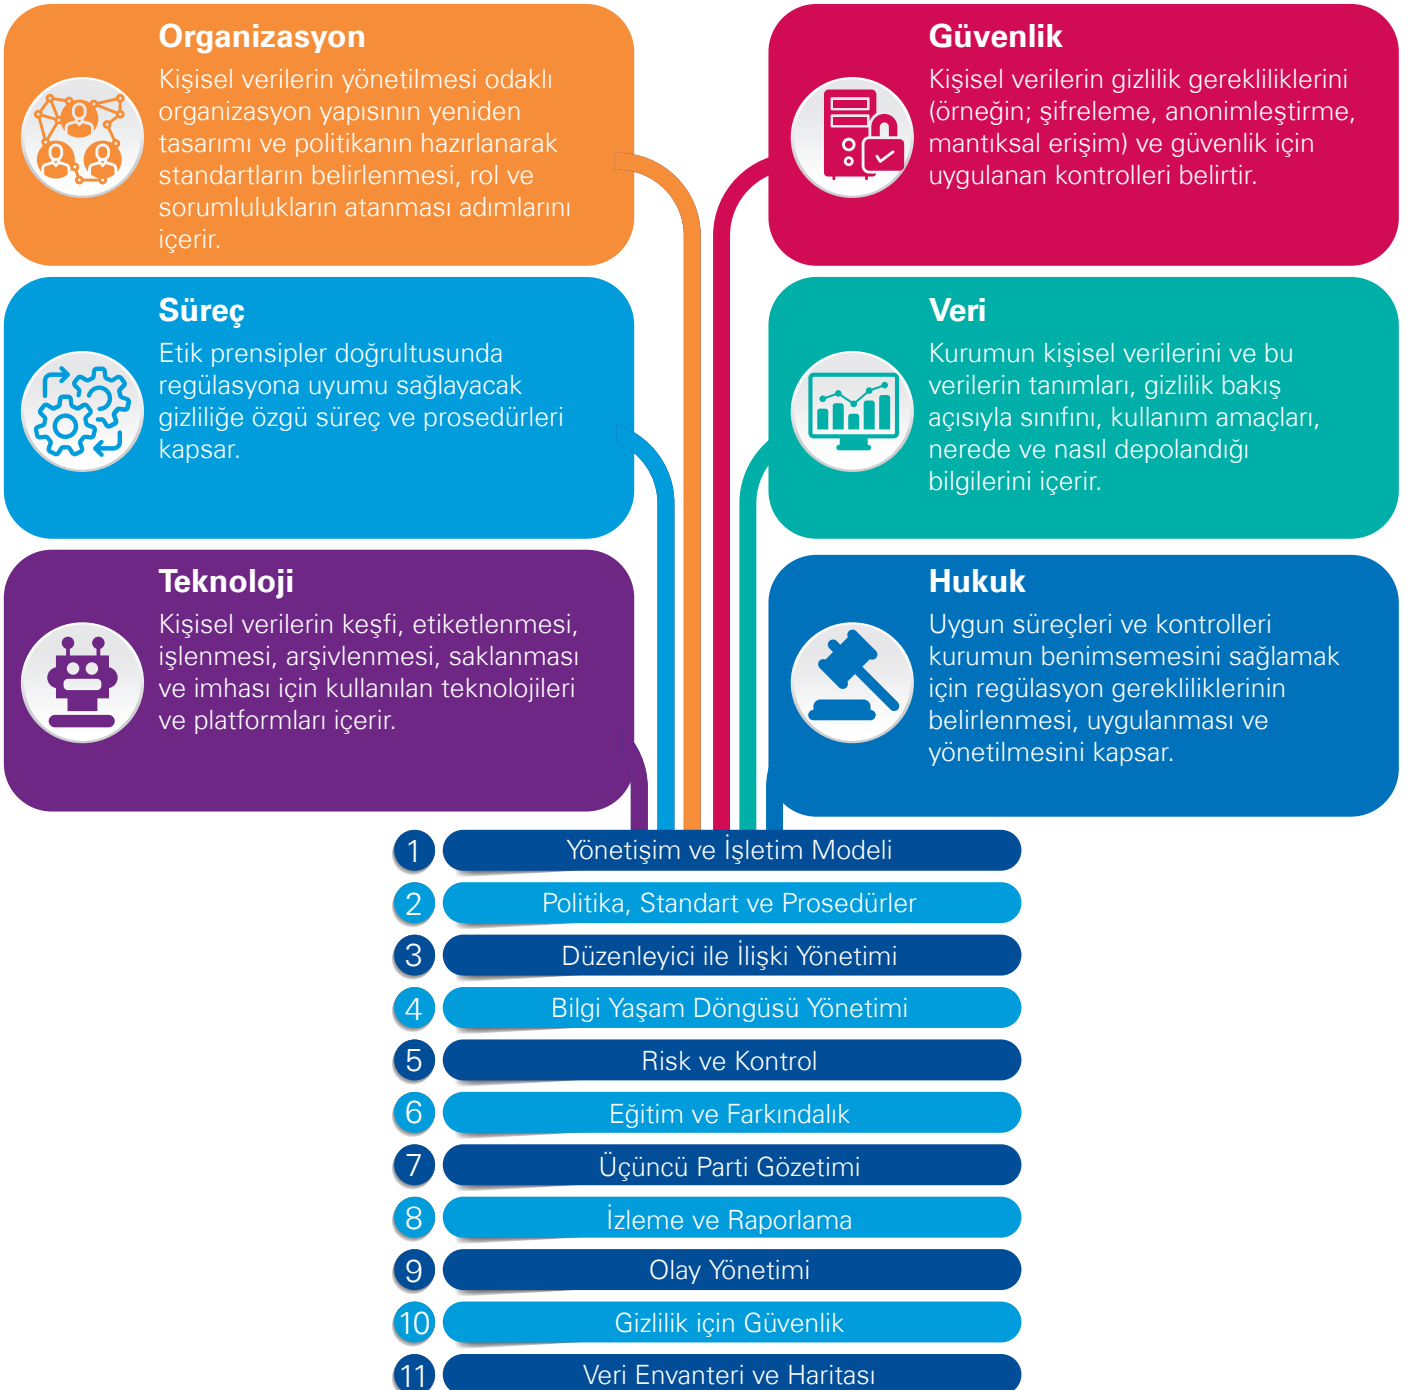 Organizasyon
Kişisel verilerin yönetilmesi odaklı
organizasyon yapısının yeniden
tasarımı ve politikanın hazırlanarak
standartların belirlenmesi, rol ve
sorumlulukların atanması adımlarını
içerir.
Güvenlik
Kişisel verilerin gizlilik gerekliliklerini
(örneğin; şifreleme, anonimleştirme,
mantıksal erişim) ve güvenlik için
uygulanan kontrolleri belirtir.
Süreç
Etik prensipler doğrultusunda
regülasyona uyumu sağlayacak
gizliliğe özgü süreç ve prosedürleri
kapsar.
Veri
Kurumun kişisel verilerini ve bu
verilerin tanımları, gizlilik bakış
açısıyla sınıfını, kullanım amaçları,
nerede ve nasıl depolandığı
bilgilerini içerir.
Teknoloji
Kişisel verilerin keşfi, etiketlenmesi,
işlenmesi, arşivlenmesi, saklanması
ve imhası için kullanılan teknolojileri
ve platformları içerir.
Hukuk
Uygun süreçleri ve kontrolleri
kurumun benimsemesini sağlamak
için regülasyon gerekliliklerinin
belirlenmesi, uygulanması ve
yönetilmesini kapsar.
1 Yönetişim ve İşletim Modeli
2 Politika, Standart ve Prosedürler
3 Düzenleyici ile İlişki Yönetimi
4 Bilgi Yaşam Döngüsü Yönetimi
5 Risk ve Kontrol
6 Eğitim ve Farkındalık
7 Üçüncü Parti Gözetimi
8 İzleme ve Raporlama
9 Olay Yönetimi
10 Gizlilik için Güvenlik
11 Veri Envanteri ve Haritası